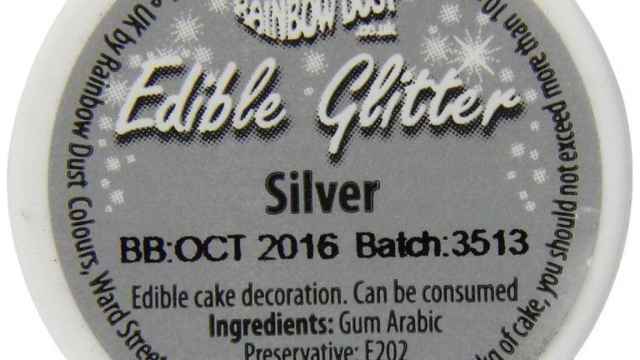 RAINBOW DUST
Edible Glitter
Silver
BB:OCT 2016 Batch:3513
Edible cake decoration. Can be consumed
Ingredients: Gum Arabic
Preservative: E202
UK by Rainbow Dust Colours, Ward Street
of cake, you should not exceed more than 10